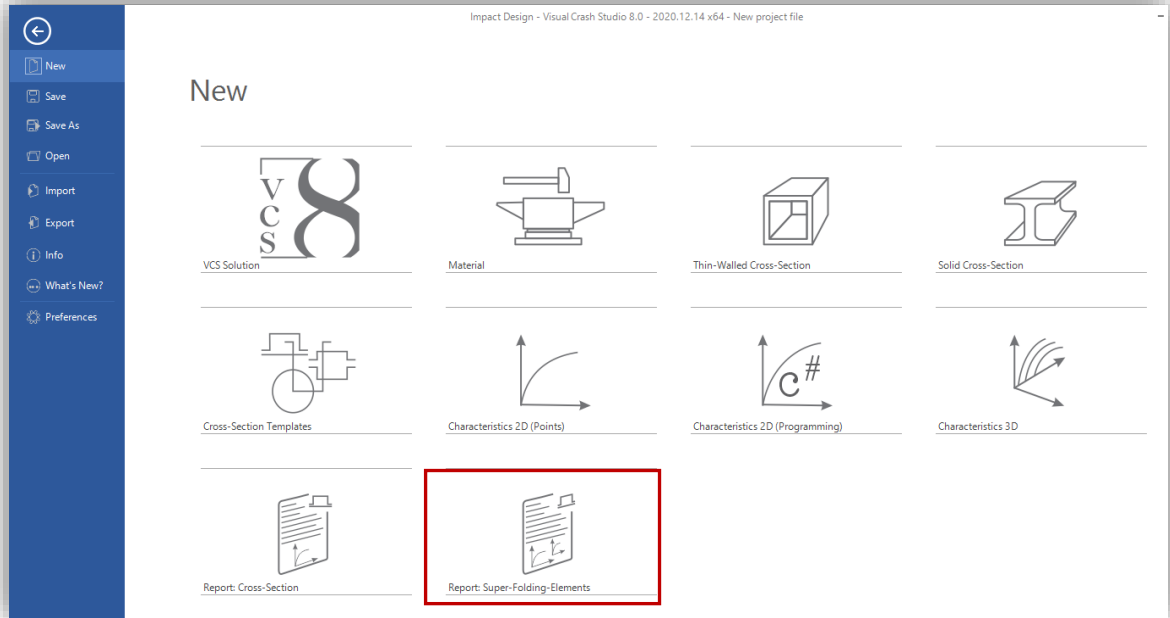 Impact Design - Visual Crash Studio 8.0 - 2020.12.14 x64 - New project file
New
Save
Save As
Open
Import
Export
Info
What's New?
Preferences
New
VCS 8
VCS Solution
Material
Thin-Walled Cross-Section
Solid Cross-Section
Cross-Section Templates
Characteristics 2D (Points)
C#
Characteristics 2D (Programming)
Characteristics 3D
Report: Cross-Section
Report: Super-Folding-Elements